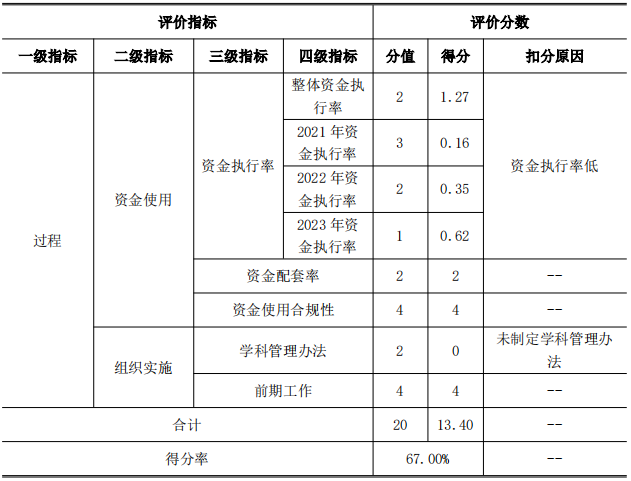 评价指标 评价分数
一级指标 二级指标 三级指标 四级指标 分值 得分 扣分原因
过程 资金使用 资金执行率 整体资金执
行率 2 1.27 资金执行率低
2021 年资
金执行率 3 0.16
2022 年资
金执行率 2 0.35
2023 年资
金执行率 1 0.62
资金配套率 2 2 --
资金使用合规性 4 4 --
组织实施 学科管理办法 2 0 未制定学科管理办
法
前期工作 4 4 --
合计 20 13.40 --
得分率 67.00% --